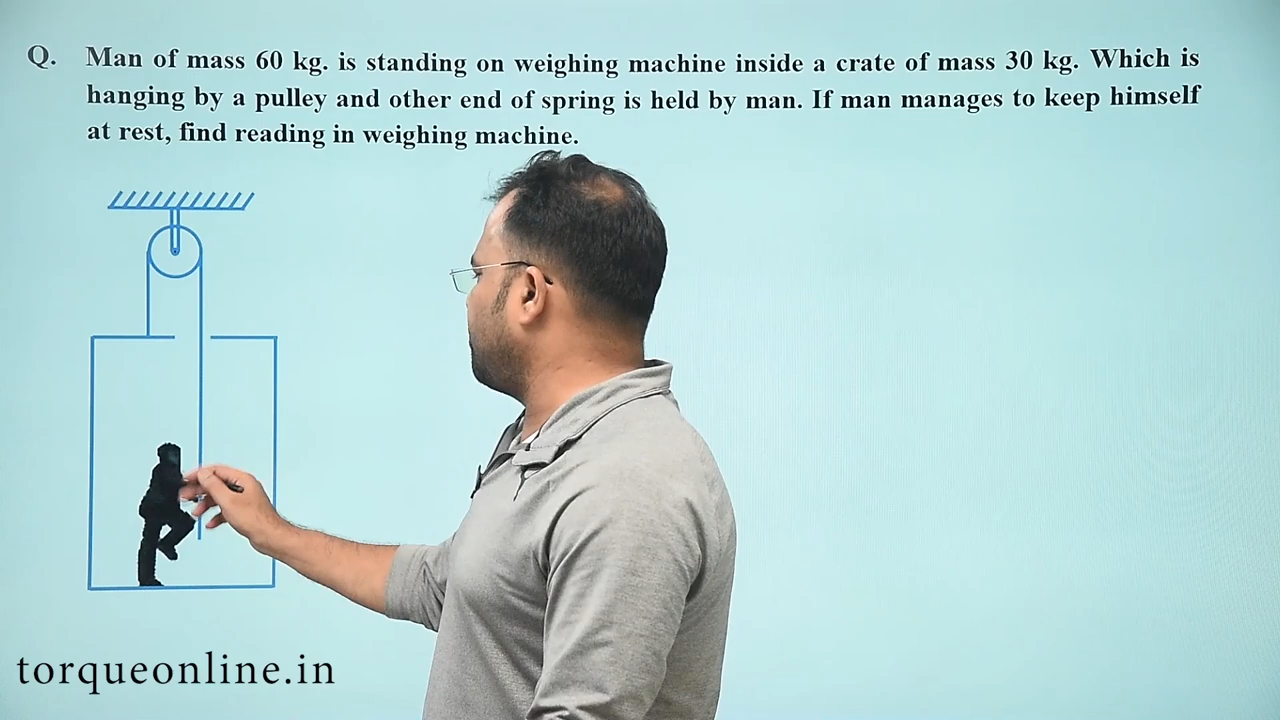 Q. Man of mass 60 kg. is standing on weighing machine inside a crate of mass 30 kg. Which is
hanging by a pulley and other end of spring is held by man. If man manages to keep himself
at rest, find reading in weighing machine.
torqueonline.in